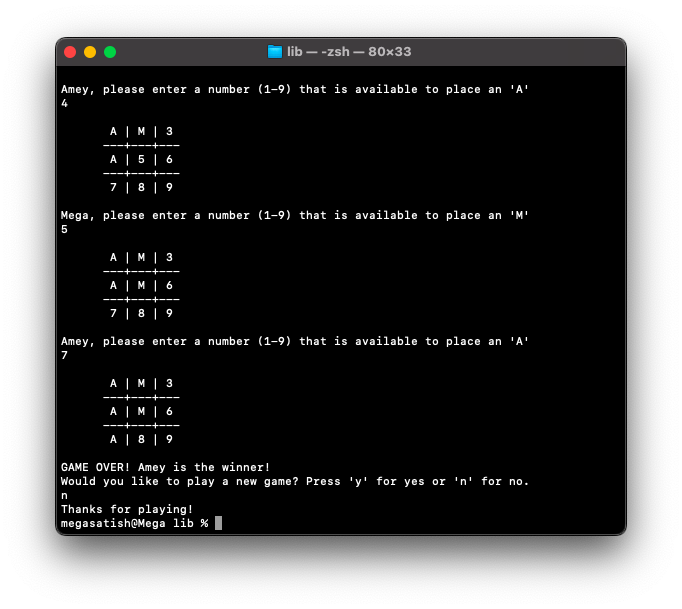 lib — -zsh — 80×33
Amey, please enter a number (1-9) that is available to place an 'A'
4
A | M | 3
---+---+---
A | 5 | 6
---+---+---
7 | 8 | 9
Mega, please enter a number (1-9) that is available to place an 'M'
5
A | M | 3
---+---+---
A | M | 6
---+---+---
7 | 8 | 9
Amey, please enter a number (1-9) that is available to place an 'A'
7
A | M | 3
---+---+---
A | M | 6
---+---+---
A | 8 | 9
GAME OVER! Amey is the winner!
Would you like to play a new game? Press 'y' for yes or 'n' for no.
n
Thanks for playing!
megasatish@Mega lib %